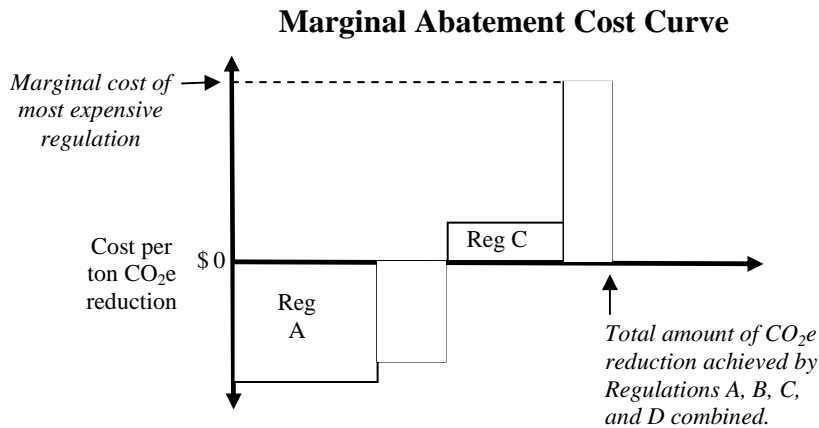 Marginal Abatement Cost Curve
Marginal cost of
most expensive
regulation
Cost per
ton CO₂e
reduction
$ 0
Reg C
Reg
A
Total amount of CO₂e
reduction achieved by
Regulations A, B, C,
and D combined.